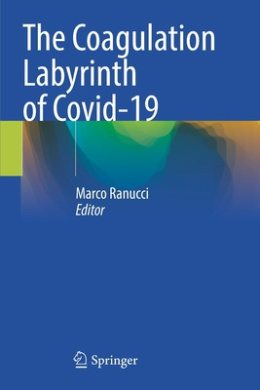 The Coagulation
Labyrinth
of Covid-19
Marco Ranucci
Editor
Springer